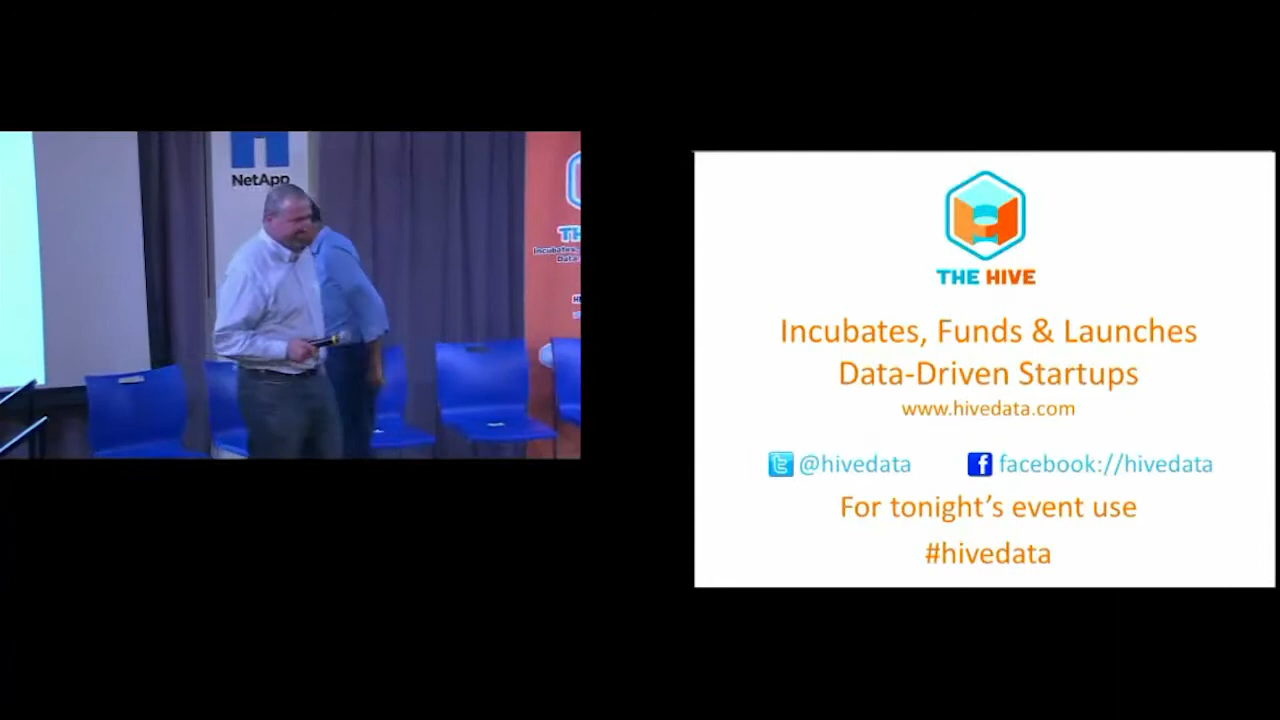 NetApp
Incubates,
THE HIVE
Incubates, Funds & Launches
Data-Driven Startups
www.hivedata.com
@hivedata
facebook://hivedata
For tonight's event use
#hivedata